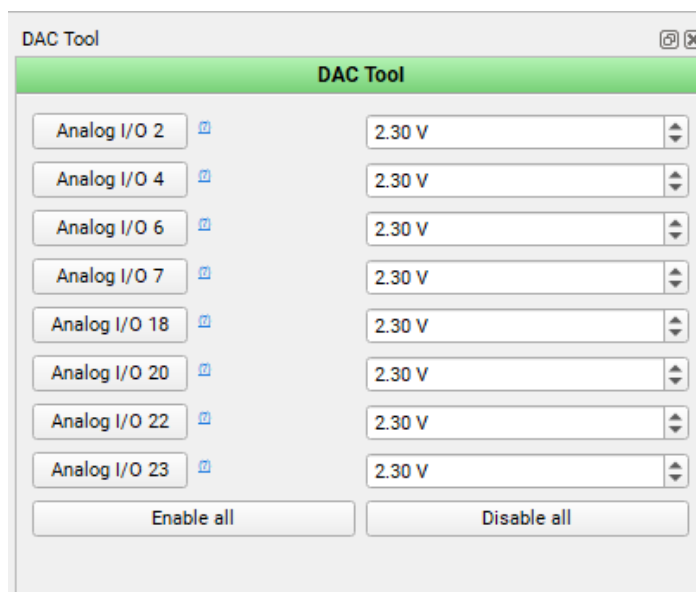 DAC Tool
DAC Tool
Analog I/O 2 [?] 2.30 V
Analog I/O 4 [?] 2.30 V
Analog I/O 6 [?] 2.30 V
Analog I/O 7 [?] 2.30 V
Analog I/O 18 [?] 2.30 V
Analog I/O 20 [?] 2.30 V
Analog I/O 22 [?] 2.30 V
Analog I/O 23 [?] 2.30 V
Enable all Disable all